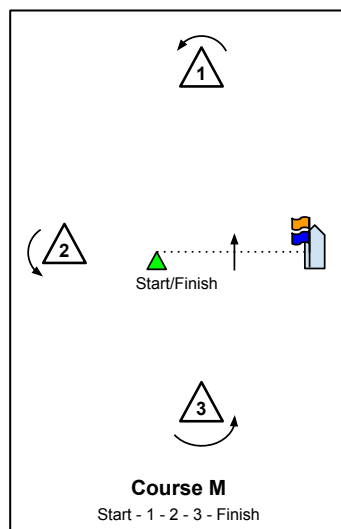 1
2
Start/Finish
3
Course M
Start - 1 - 2 - 3 - Finish